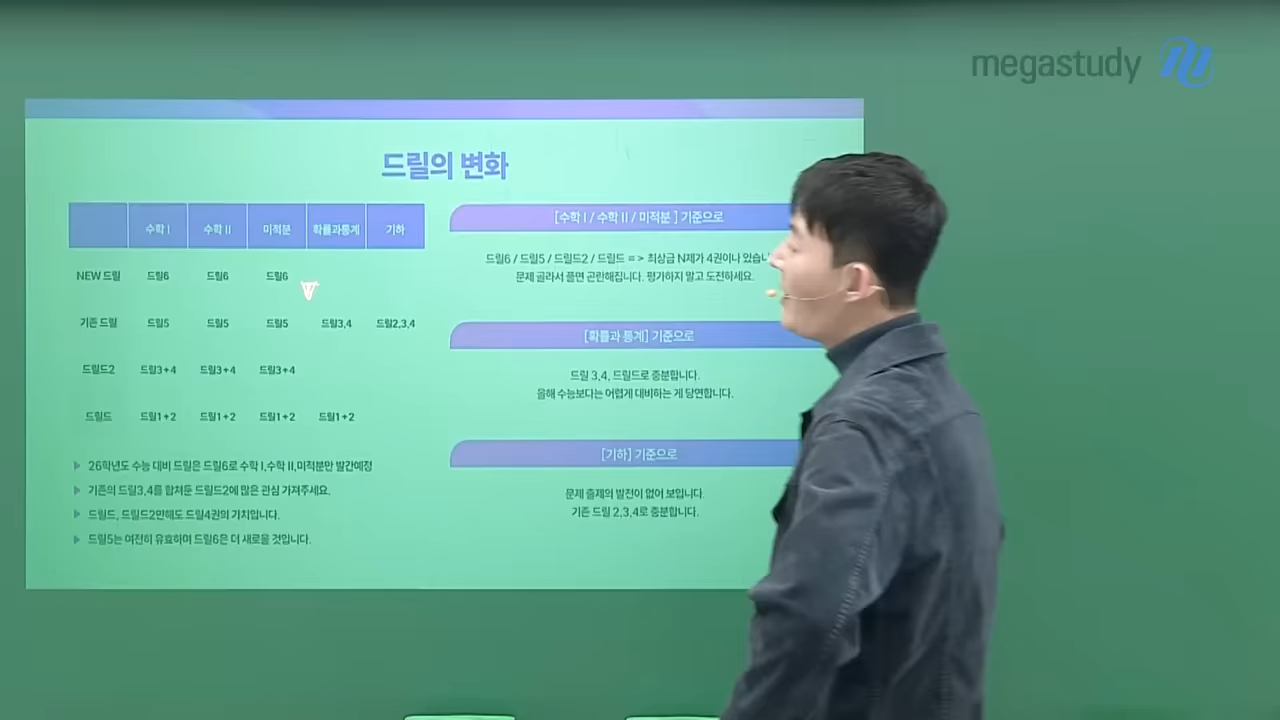 megastudy
드릴의 변화
수학 I 수학 II 미적분 확률과통계 기하
NEW 드릴 드릴6 드릴6 드릴6
기존 드릴 드릴5 드릴5 드릴5 드릴3,4 드릴2,3,4
드릴드2 드릴3+4 드릴3+4 드릴3+4
드릴드 드릴1+2 드릴1+2 드릴1+2 드릴1+2
▶ 26학년도 수능 대비 드릴은 드릴6로 수학 I,수학 II,미적분만 발간예정
▶ 기존의 드릴3,4를 합쳐둔 드릴드2에 많은 관심 가져주세요.
▶ 드릴드, 드릴드2만해도 드릴4권의 가치입니다.
▶ 드릴5는 여전히 유효하며 드릴6은 더 새로울 것입니다.
[수학 I / 수학 II / 미적분 ] 기준으로
드릴6 / 드릴5 / 드릴드2 / 드릴드 = > 최상급 N제가 4권이나
문제 골라서 풀면 곤란해집니다. 평가하지 말고 도전하세요.
[확률과 통계] 기준으로
드릴 3,4, 드릴드로 충분합니다.
올해 수능보다는 어렵게 대비하는 게 당연합니다.
[기하] 기준으로
문제 출제의 발전이 없어 보입니다.
기존 드릴 2,3,4로 충분합니다.